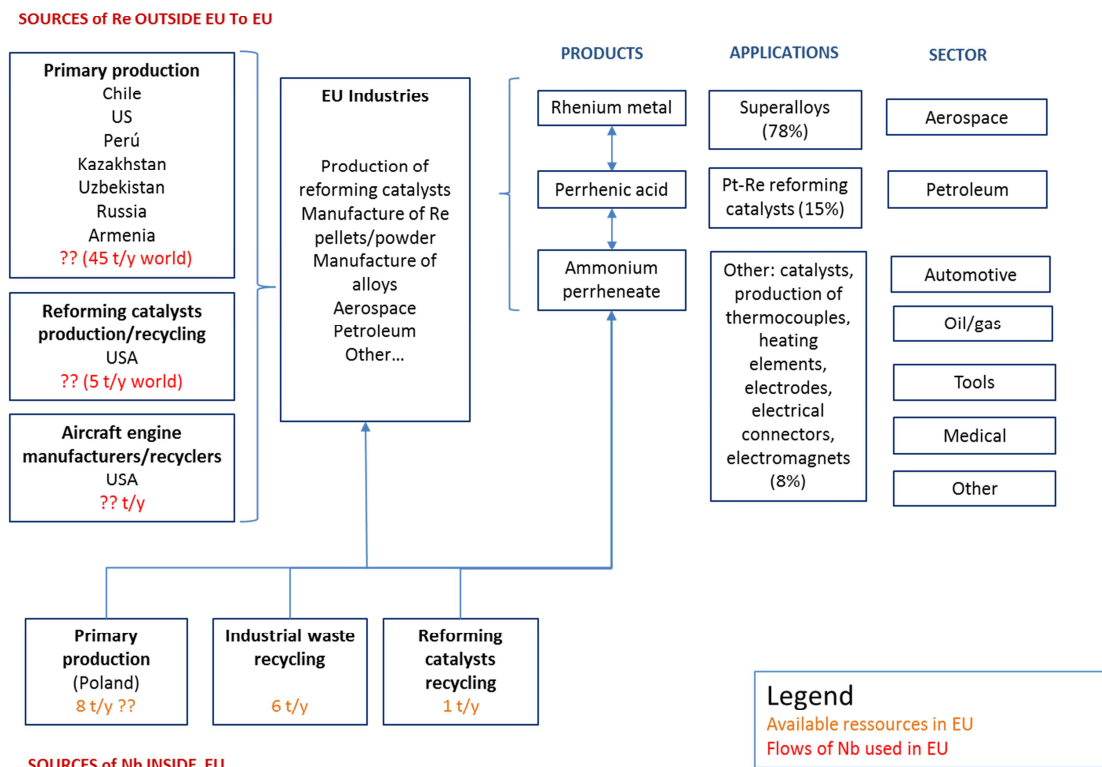 SOURCES of Re OUTSIDE EU To EU
Primary production
Chile
US
Perú
Kazakhstan
Uzbekistan
Russia
Armenia
?? (45 t/y world)
Reforming catalysts
production/recycling
USA
?? (5 t/y world)
Aircraft engine
manufacturers/recyclers
USA
?? t/y
EU Industries
Production of
reforming catalysts
Manufacture of Re
pellets/powder
Manufacture of
alloys
Aerospace
Petroleum
Other...
PRODUCTS
Rhenium metal
Perrhenic acid
Ammonium
perrheneate
APPLICATIONS
Superalloys
(78%)
Pt-Re reforming
catalysts (15%)
Other: catalysts,
production of
thermocouples,
heating
elements,
electrodes,
electrical
connectors,
electromagnets
(8%)
SECTOR
Aerospace
Petroleum
Automotive
Oil/gas
Tools
Medical
Other
Primary
production
(Poland)
8 t/y ??
Industrial waste
recycling
6 t/y
Reforming
catalysts
recycling
1 t/y
SOURCES of Nb INSIDE EU
Legend
Available ressources in EU
Flows of Nb used in EU